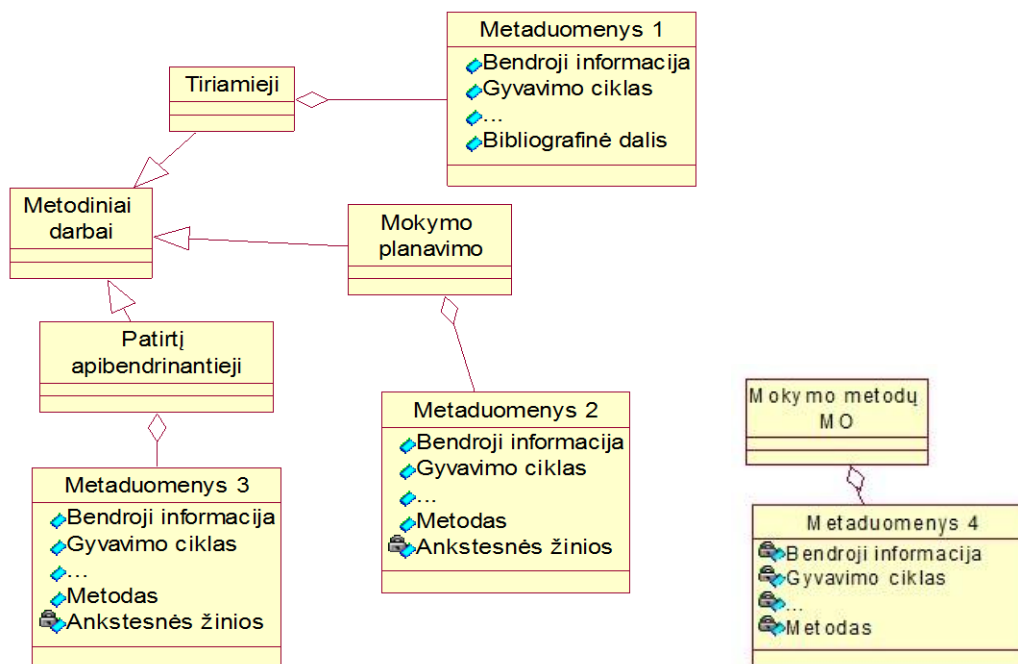 Metaduomenys 1
Bendroji informacija
Gyvavimo ciklas
...
Bibliografinė dalis
Tiriamieji
Metodiniai
darbai
Mokymo
planavimo
Patirtį
apibendrinantieji
Metaduomenys 2
Bendroji informacija
Gyvavimo ciklas
...
Metodas
Ankstesnės žinios
Metaduomenys 3
Bendroji informacija
Gyvavimo ciklas
...
Metodas
Ankstesnės žinios
Mokymo metodų
MO
Metaduomenys 4
Bendroji informacija
Gyvavimo ciklas
...
Metodas